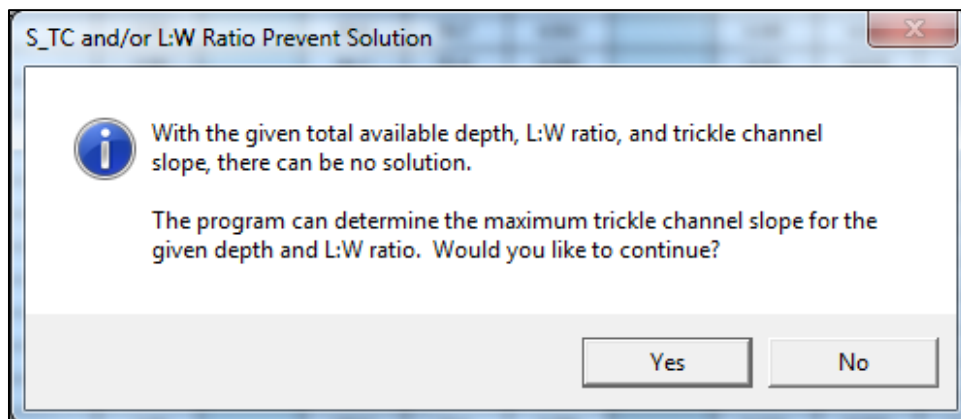 S_TC and/or L:W Ratio Prevent Solution
With the given total available depth, L:W ratio, and trickle channel
slope, there can be no solution.
The program can determine the maximum trickle channel slope for the
given depth and L:W ratio.  Would you like to continue?
Yes
No